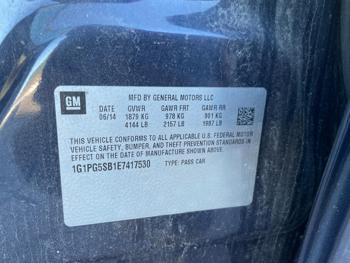 GM
MFD BY GENERAL MOTORS LLC
DATE GVWR GAWR FRT GAWR RR
06/14 1879 KG 978 KG 901 KG
4144 LB 2157 LB 1987 LB
THIS VEHICLE CONFORMS TO ALL APPLICABLE U.S. FEDERAL MOTOR
VEHICLE SAFETY, BUMPER, AND THEFT PREVENTION STANDARDS IN
EFFECT ON THE DATE OF MANUFACTURE SHOWN ABOVE.
1G1PG5SB1E7417530 TYPE: PASS CAR